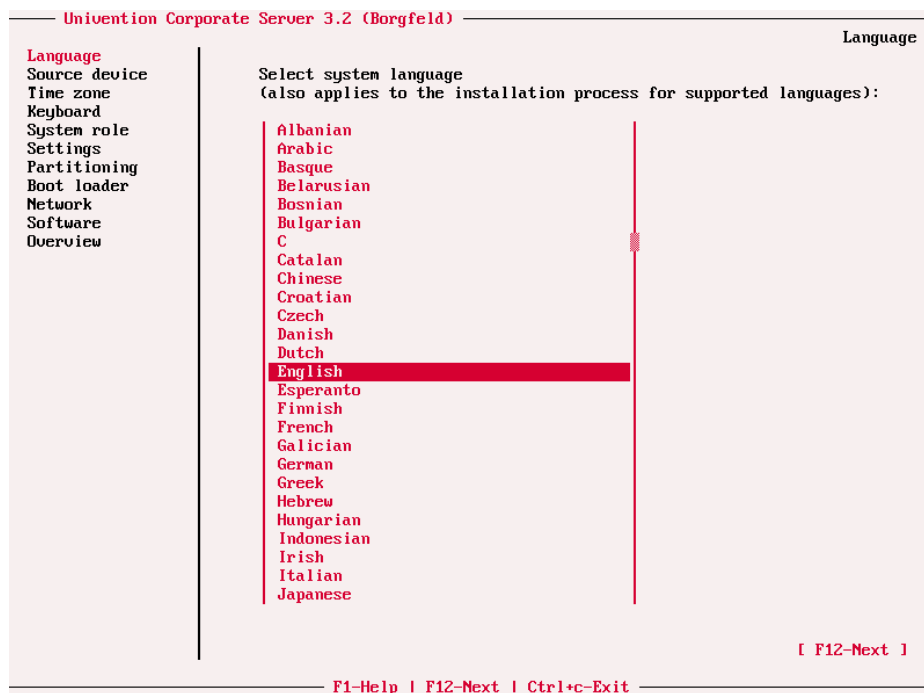 Univention Corporate Server 3.2 (Borgfeld)
Language
Language
Source device
Time zone
Keyboard
System role
Settings
Partitioning
Boot loader
Network
Software
Overview
Select system language
(also applies to the installation process for supported languages):
Albanian
Arabic
Basque
Belarusian
Bosnian
Bulgarian
C
Catalan
Chinese
Croatian
Czech
Danish
Dutch
English
Esperanto
Finnish
French
Galician
German
Greek
Hebrew
Hungarian
Indonesian
Irish
Italian
Japanese
[ F12-Next ]
F1-Help | F12-Next | Ctrl+c-Exit